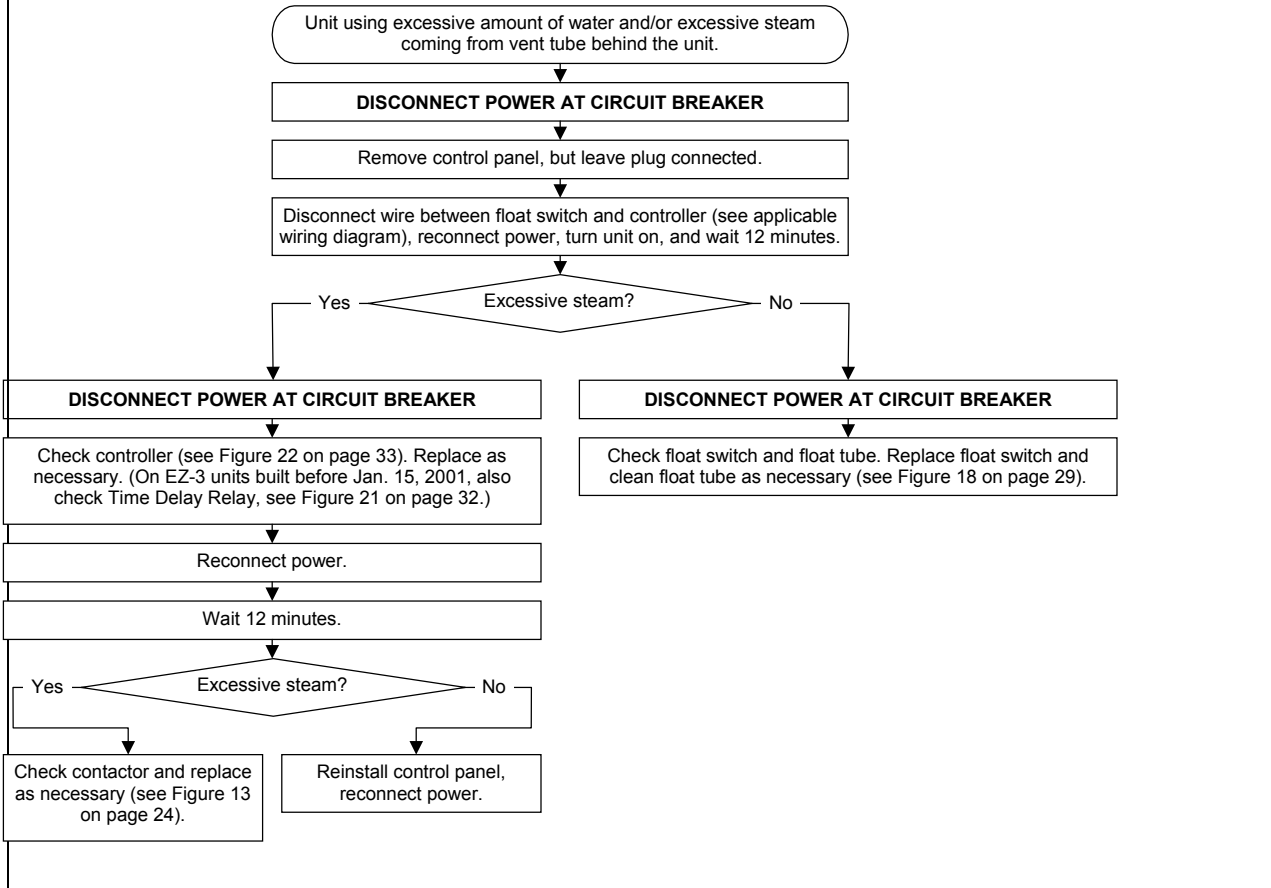 Unit using excessive amount of water and/or excessive steam
coming from vent tube behind the unit.
DISCONNECT POWER AT CIRCUIT BREAKER
Remove control panel, but leave plug connected.
Disconnect wire between float switch and controller (see applicable
wiring diagram), reconnect power, turn unit on, and wait 12 minutes.
Yes
Excessive steam?
No
DISCONNECT POWER AT CIRCUIT BREAKER
Check controller (see Figure 22 on page 33). Replace as
necessary. (On EZ-3 units built before Jan. 15, 2001, also
check Time Delay Relay, see Figure 21 on page 32.)
Reconnect power.
Wait 12 minutes.
Yes
Excessive steam?
No
Check contactor and replace
as necessary (see Figure 13
on page 24).
Reinstall control panel,
reconnect power.
DISCONNECT POWER AT CIRCUIT BREAKER
Check float switch and float tube. Replace float switch and
clean float tube as necessary (see Figure 18 on page 29).